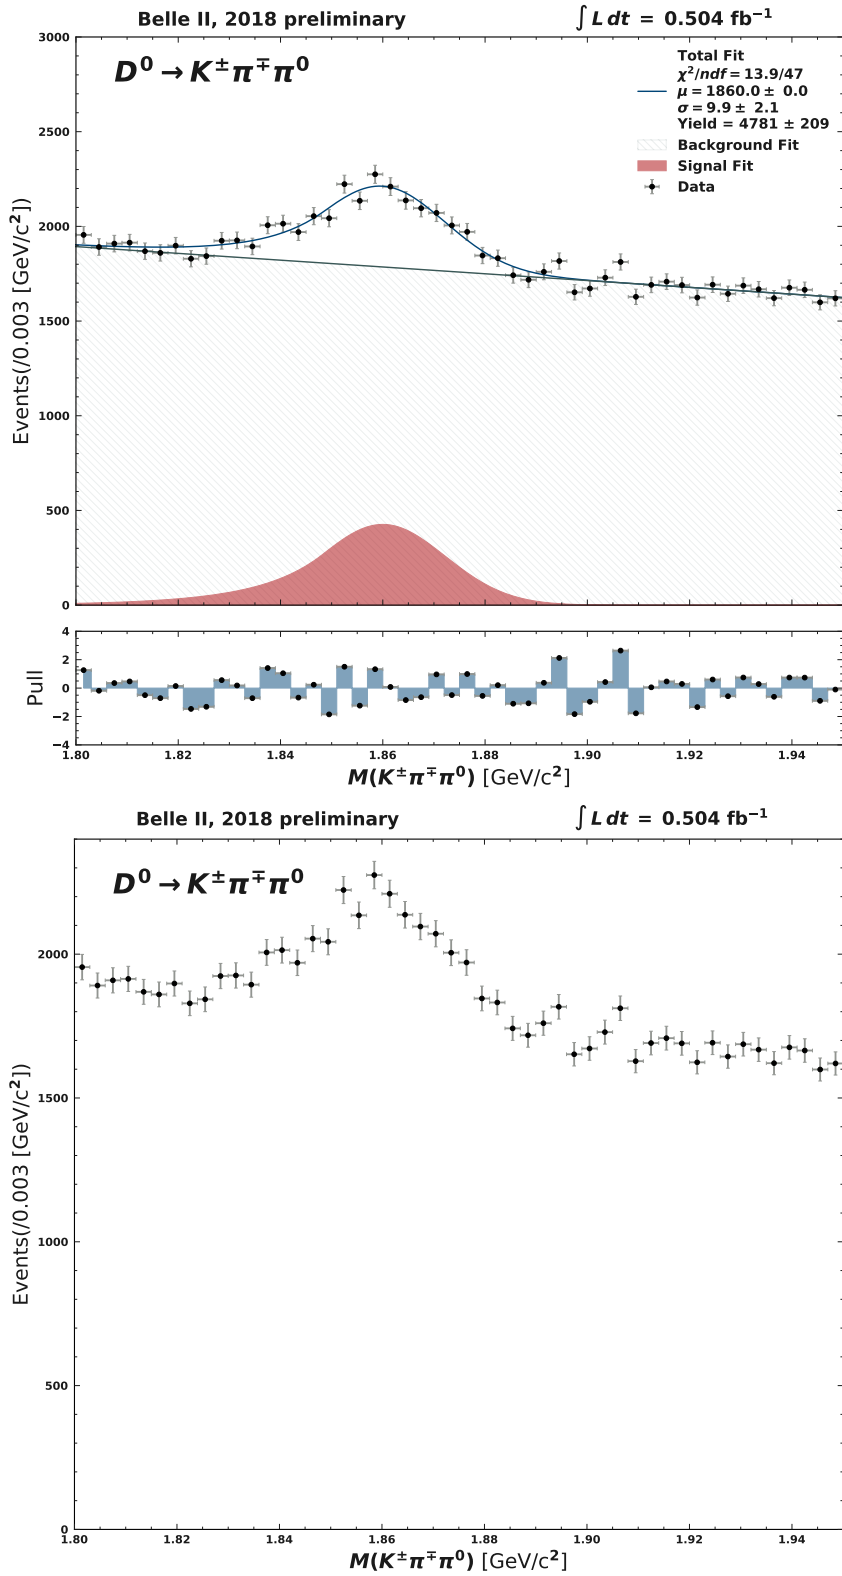 Belle II, 2018 preliminary ∫ L dt = 0.504 fb⁻¹
D⁰ → K±π∓π⁰
Total Fit
χ²/ndf = 13.9/47
μ = 1860.0 ± 0.0
σ = 9.9 ± 2.1
Yield = 4781 ± 209
Background Fit
Signal Fit
Data
Events(/0.003 [GeV/c²])
3000
2500
2000
1500
1000
500
0
Pull
4
2
0
−2
−4
1.80 1.82 1.84 1.86 1.88 1.90 1.92 1.94
M(K±π∓π⁰) [GeV/c²]
Belle II, 2018 preliminary ∫ L dt = 0.504 fb⁻¹
D⁰ → K±π∓π⁰
Events(/0.003 [GeV/c²])
2000
1500
1000
500
0
1.80 1.82 1.84 1.86 1.88 1.90 1.92 1.94
M(K±π∓π⁰) [GeV/c²]